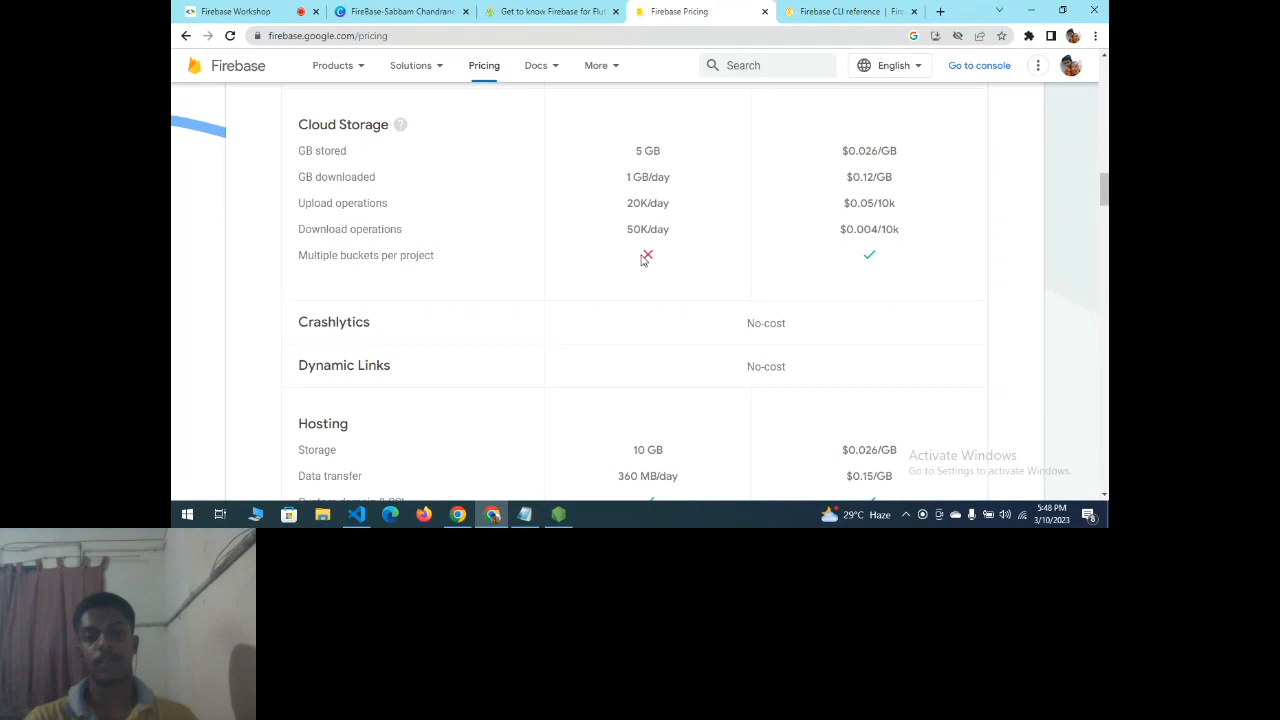 Firebase Workshop
FireBase-Sabbam Chandran
Get to know Firebase for Flut
Firebase Pricing
Firebase CLI reference | Fire
firebase.google.com/pricing
Firebase
Products
Solutions
Pricing
Docs
More
Search
English
Go to console
Cloud Storage ?
GB stored 5 GB $0.026/GB
GB downloaded 1 GB/day $0.12/GB
Upload operations 20K/day $0.05/10k
Download operations 50K/day $0.004/10k
Multiple buckets per project
Crashlytics No-cost
Dynamic Links No-cost
Hosting
Storage 10 GB $0.026/GB
Data transfer 360 MB/day $0.15/GB
Activate Windows
Go to Settings to activate Windows.
29°C Haze
5:48 PM
3/10/2023
8